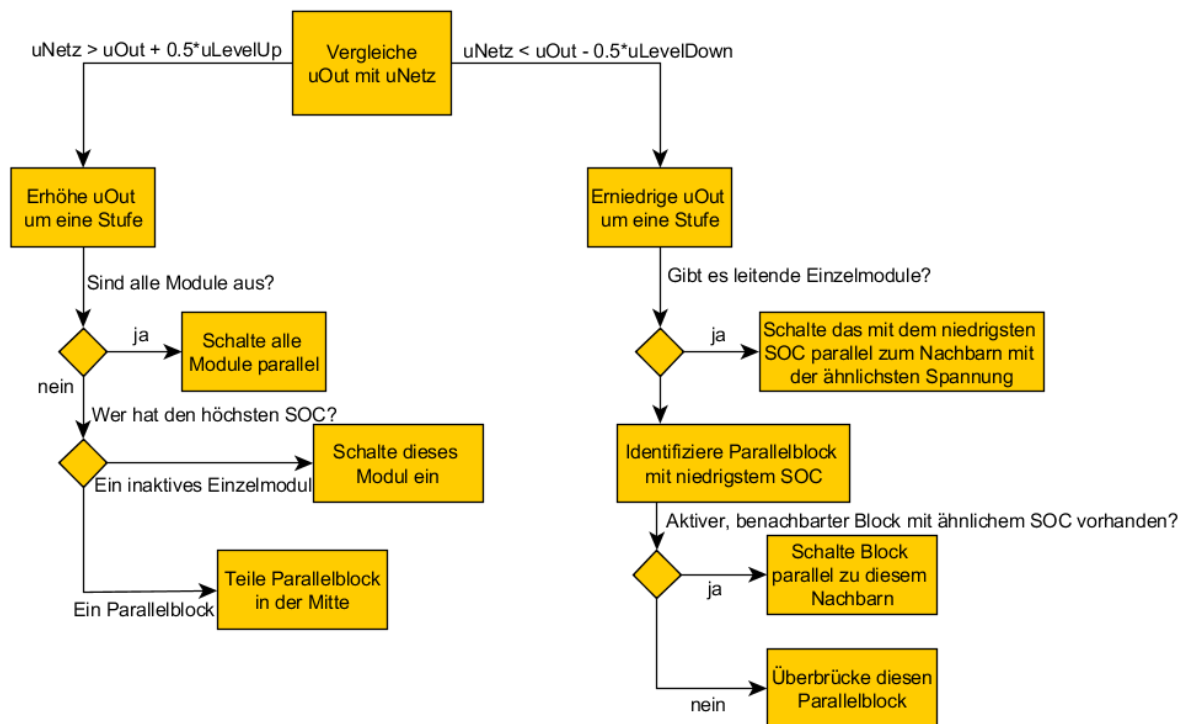 uNetz > uOut + 0.5*uLevelUp
Vergleiche
uOut mit uNetz
uNetz < uOut - 0.5*uLevelDown
Erhöhe uOut
um eine Stufe
Sind alle Module aus?
ja
Schalte alle
Module parallel
nein
Wer hat den höchsten SOC?
Schalte dieses
Modul ein
Ein inaktives Einzelmodul
Teile Parallelblock
in der Mitte
Ein Parallelblock
Erniedrige uOut
um eine Stufe
Gibt es leitende Einzelmodule?
ja
Schalte das mit dem niedrigsten
SOC parallel zum Nachbarn mit
der ähnlichsten Spannung
Identifiziere Parallelblock
mit niedrigstem SOC
Aktiver, benachbarter Block mit ähnlichem SOC vorhanden?
ja
Schalte Block
parallel zu diesem
Nachbarn
nein
Überbrücke diesen
Parallelblock